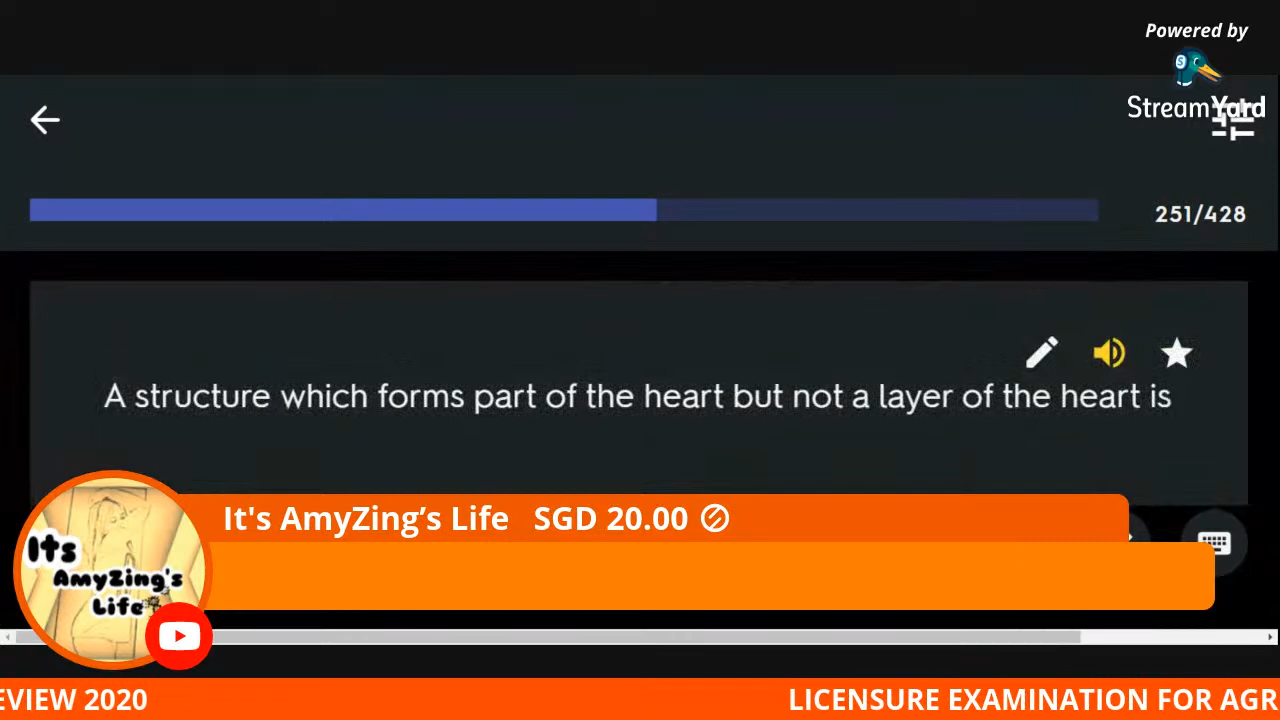 Powered by
StreamYard
251/428
A structure which forms part of the heart but not a layer of the heart is
It's AmyZing’s Life SGD 20.00
Its
AmyZing's
Life
EVIEW 2020 LICENSURE EXAMINATION FOR AGR